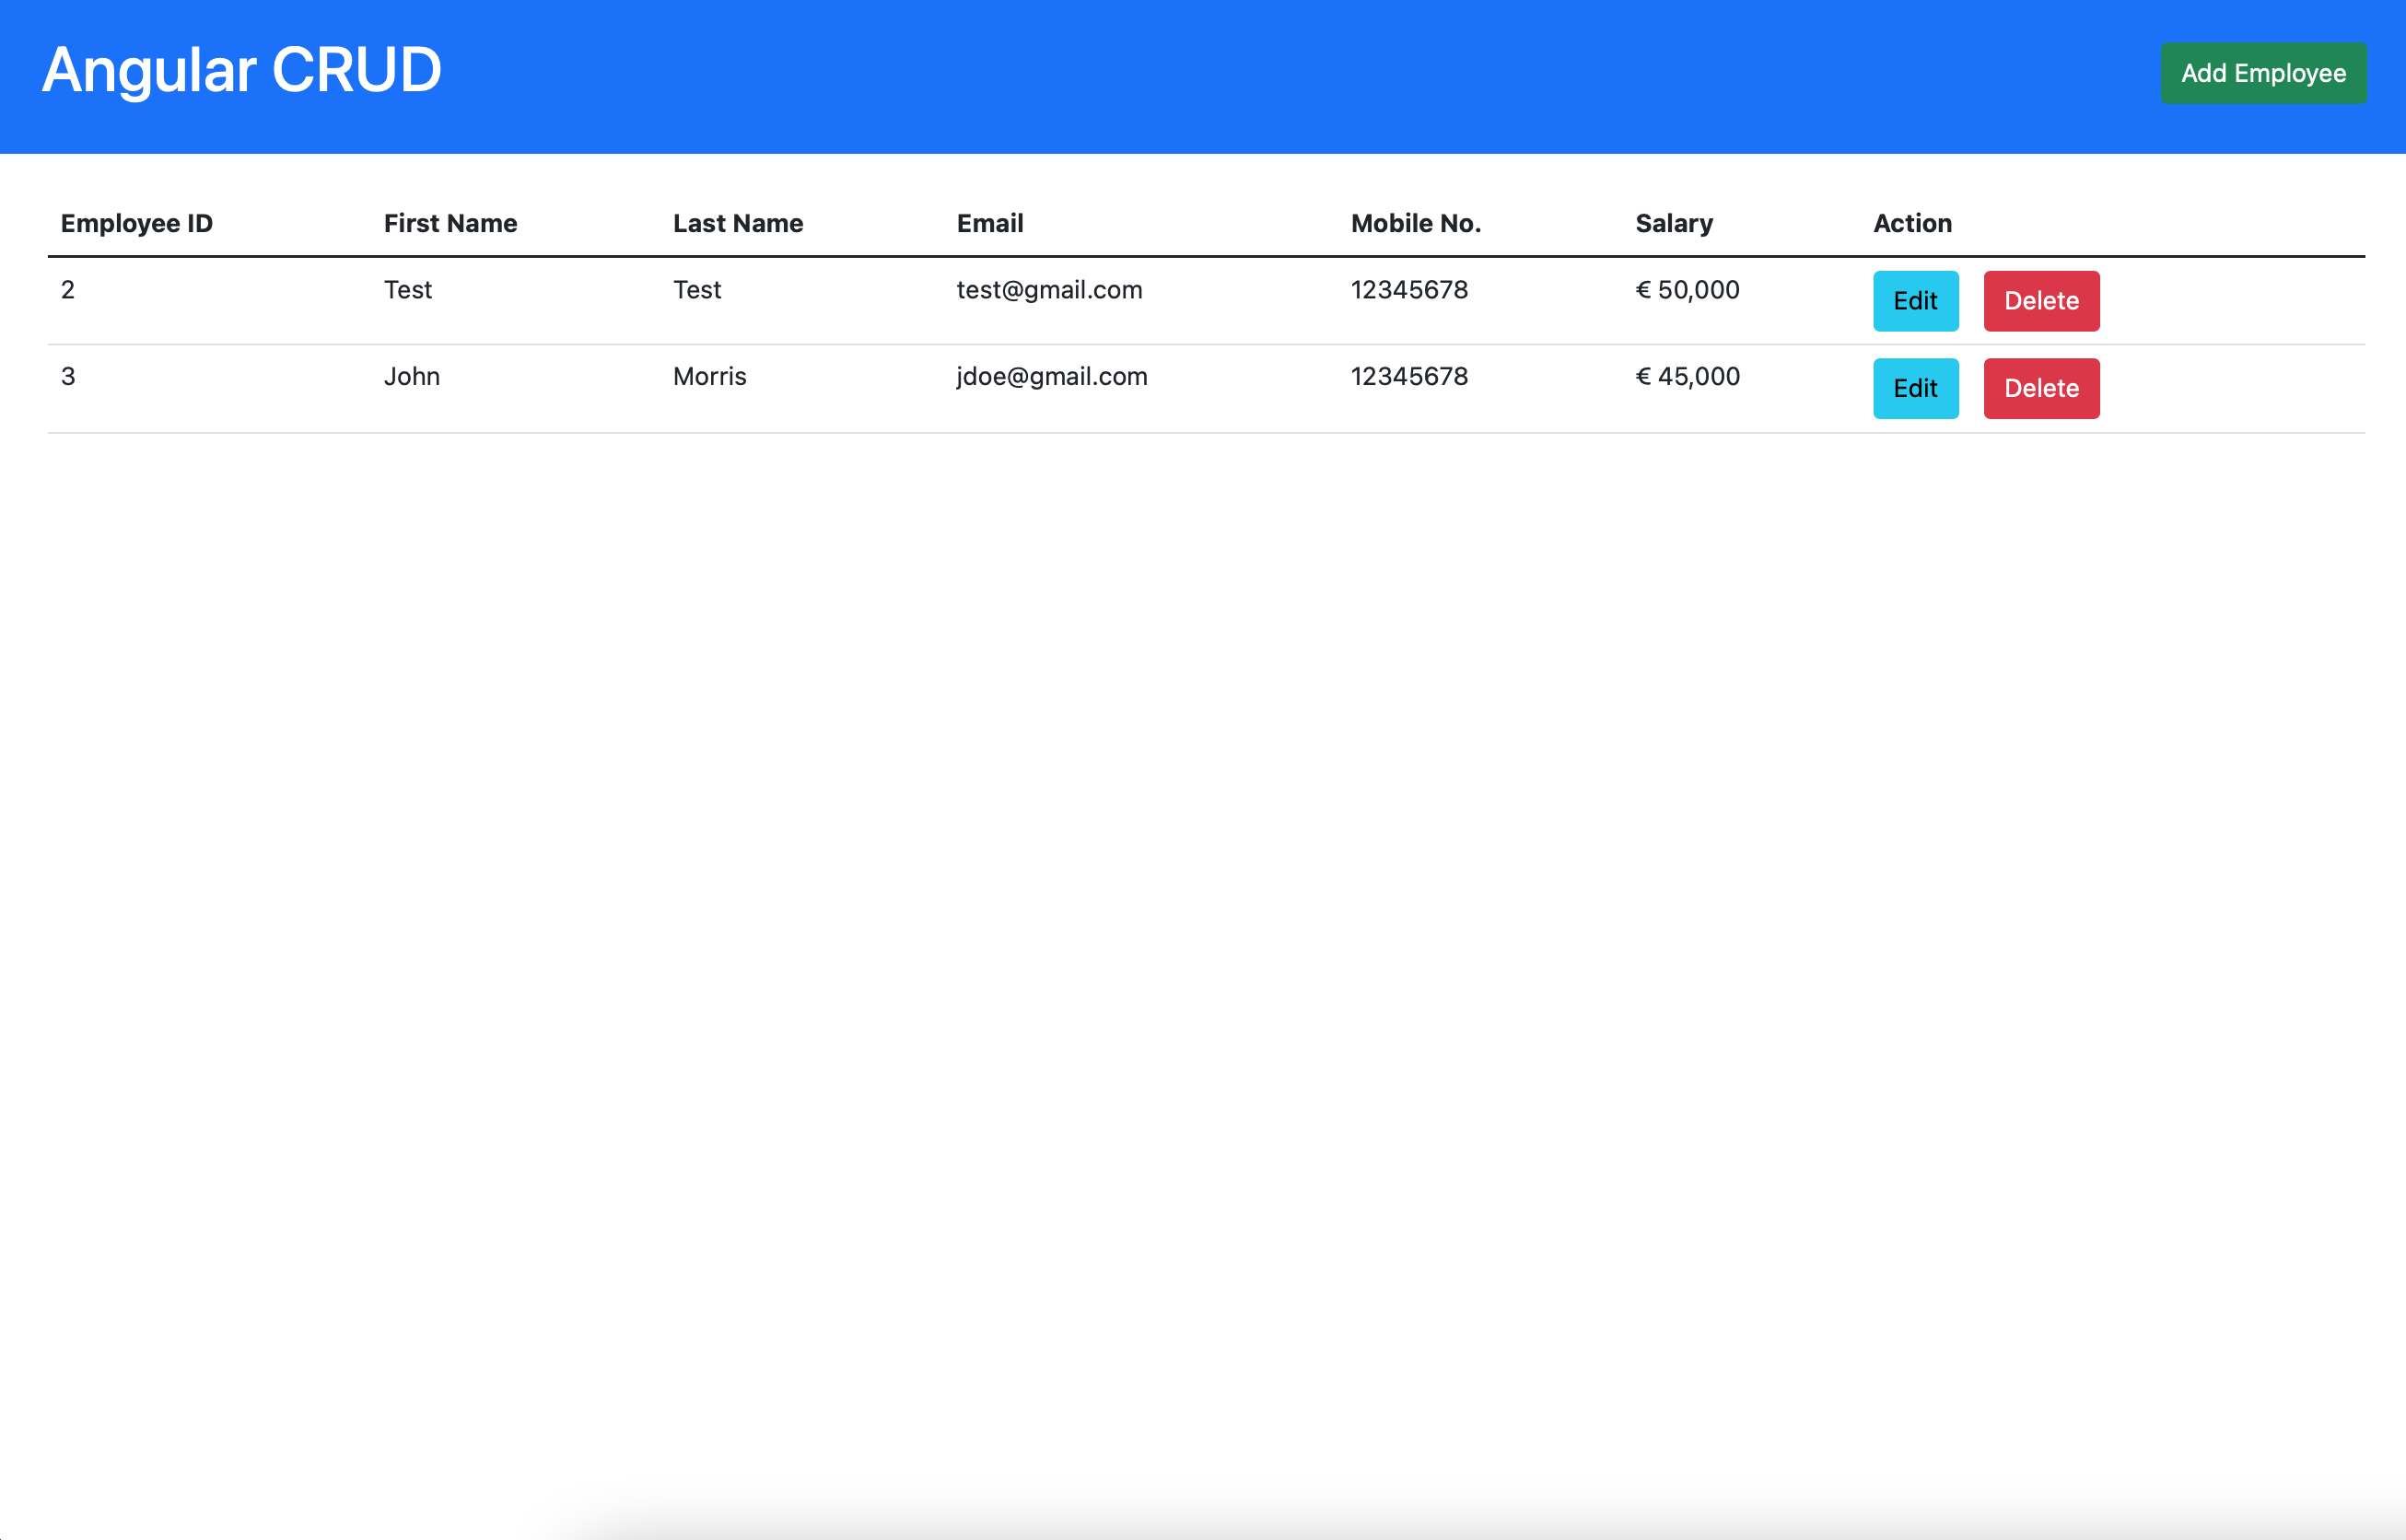 Angular CRUD Add Employee
Employee ID First Name Last Name Email Mobile No. Salary Action
2 Test Test test@gmail.com 12345678 € 50,000 Edit Delete
3 John Morris jdoe@gmail.com 12345678 € 45,000 Edit Delete